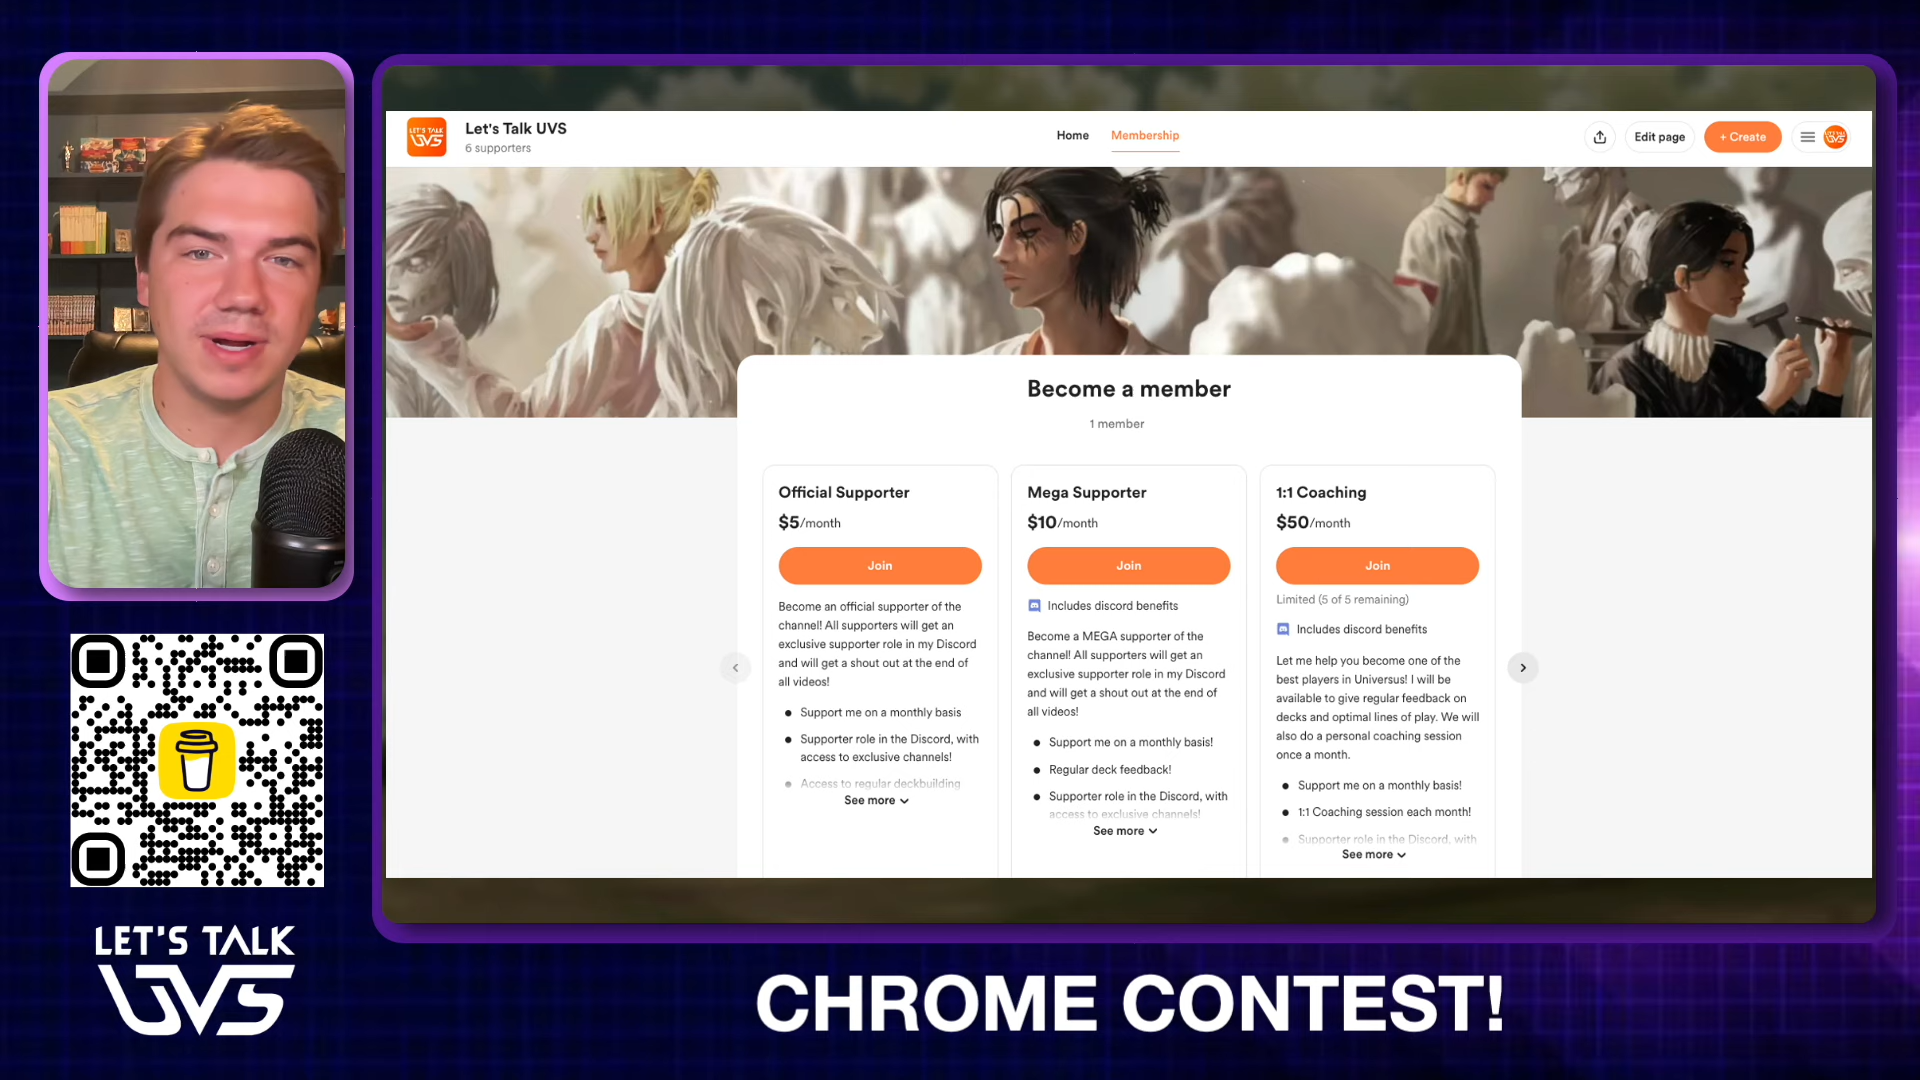 Let's Talk UVS
6 supporters
Home
Membership
Edit page
+ Create
LET'S TALK
UVS
Become a member
1 member
Official Supporter
$5/month
Join
Become an official supporter of the
channel! All supporters will get an
exclusive supporter role in my Discord
and will get a shout out at the end of
all videos!
Support me on a monthly basis
Supporter role in the Discord, with
access to exclusive channels!
Access to regular deckbuilding
See more
Mega Supporter
$10/month
Join
Includes discord benefits
Become a MEGA supporter of the
channel! All supporters will get an
exclusive supporter role in my Discord
and will get a shout out at the end of
all videos!
Support me on a monthly basis!
Regular deck feedback!
Supporter role in the Discord, with
access to exclusive channels!
See more
1:1 Coaching
$50/month
Join
Limited (5 of 5 remaining)
Includes discord benefits
Let me help you become one of the
best players in Universus! I will be
available to give regular feedback on
decks and optimal lines of play. We will
also do a personal coaching session
once a month.
Support me on a monthly basis!
1:1 Coaching session each month!
Supporter role in the Discord, with
See more
LET'S TALK
UVS
CHROME CONTEST!